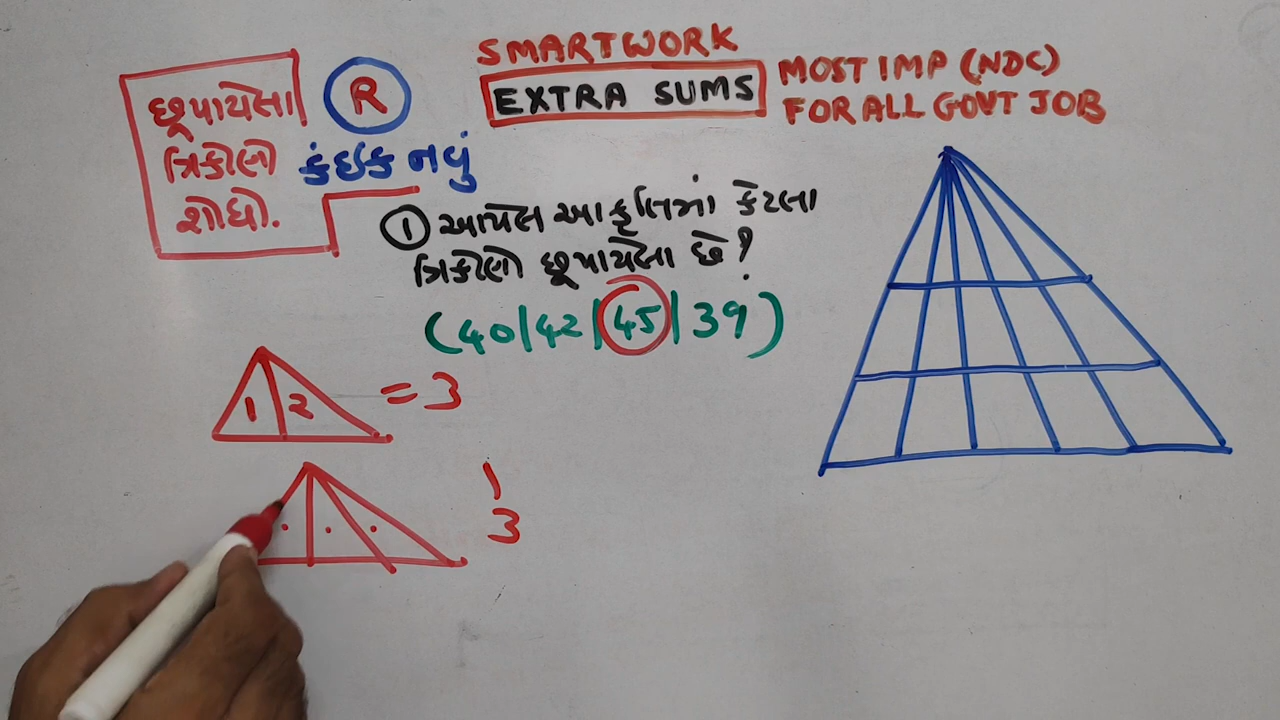 SMARTWORK
EXTRA SUMS
MOST IMP (NDC)
FOR ALL GOVT JOB
છૂપાયેલા
ત્રિકોણો
શોધો.
R
કંઈક નવું
① આપેલ આકૃતિમાં કેટલા
ત્રિકોણો છૂપાયેલા છે?
(40/42/45/39)
1 2 = 3
1
3